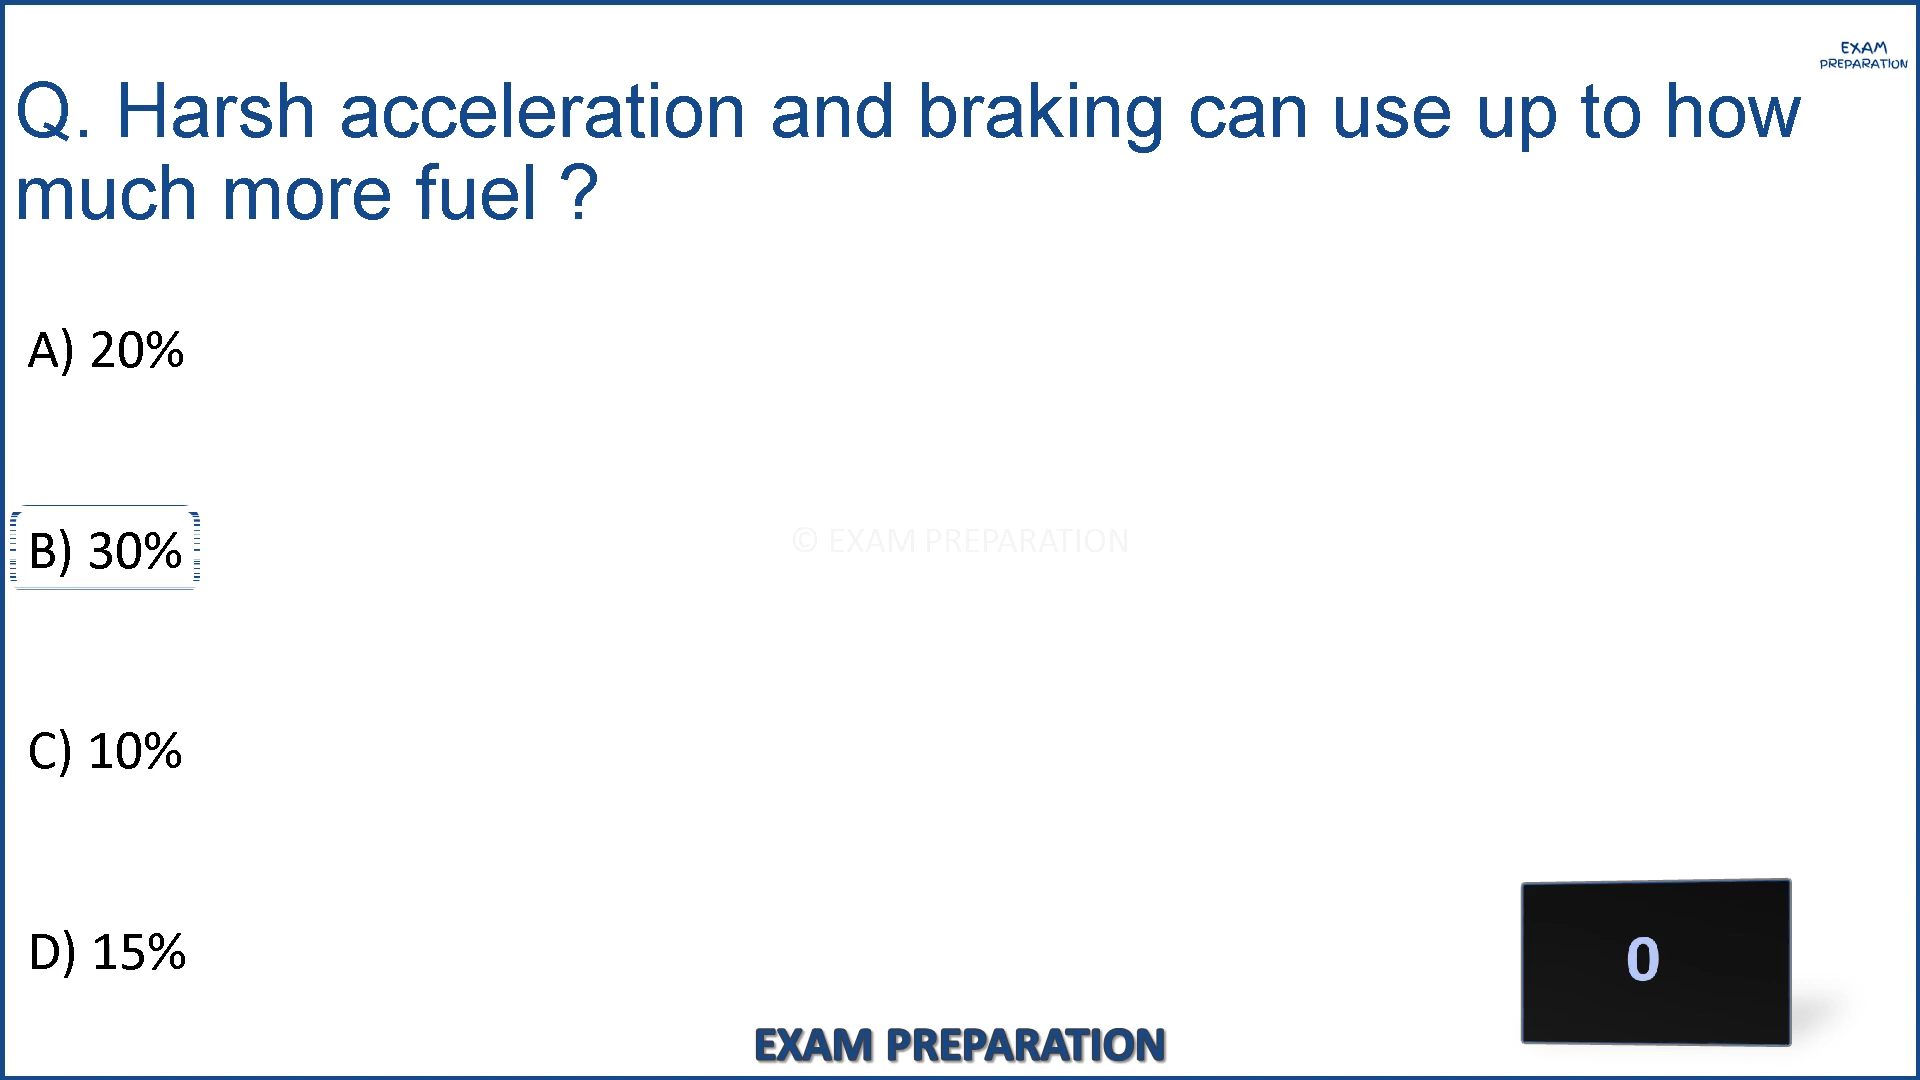 EXAM
PREPARATION
Q. Harsh acceleration and braking can use up to how
much more fuel ?
A) 20%
B) 30%
© EXAM PREPARATION
C) 10%
D) 15%
0
EXAM PREPARATION